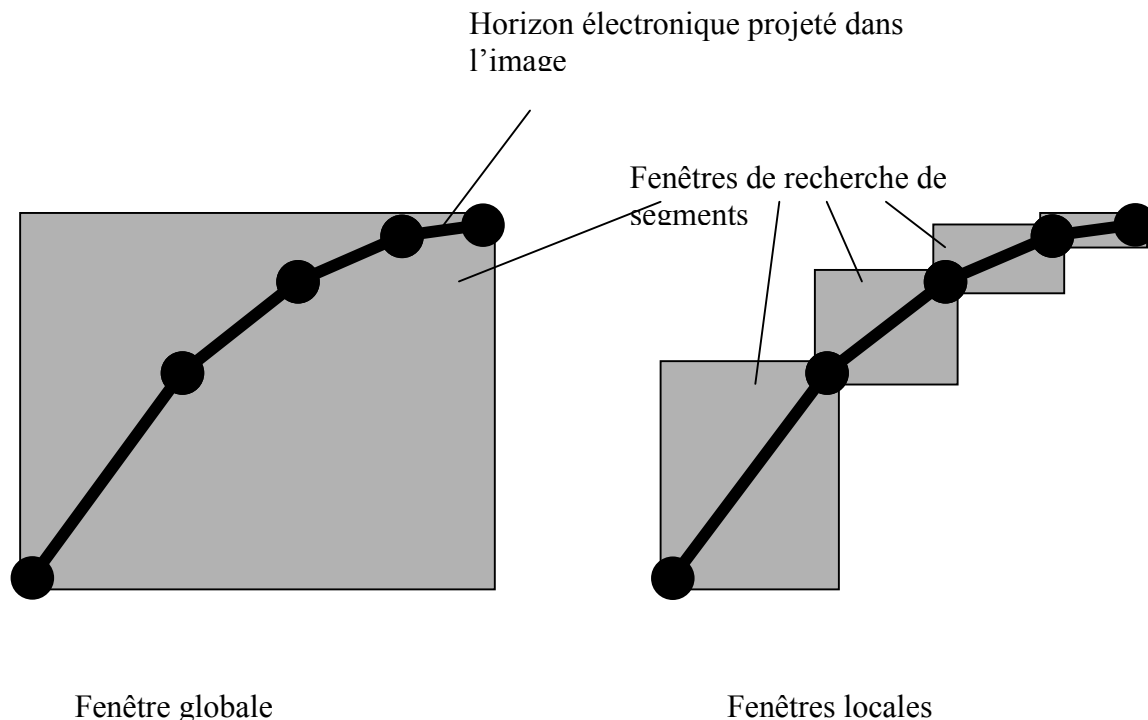 Horizon électronique projeté dans
l’image
Fenêtres de recherche de
segments
Fenêtre globale
Fenêtres locales